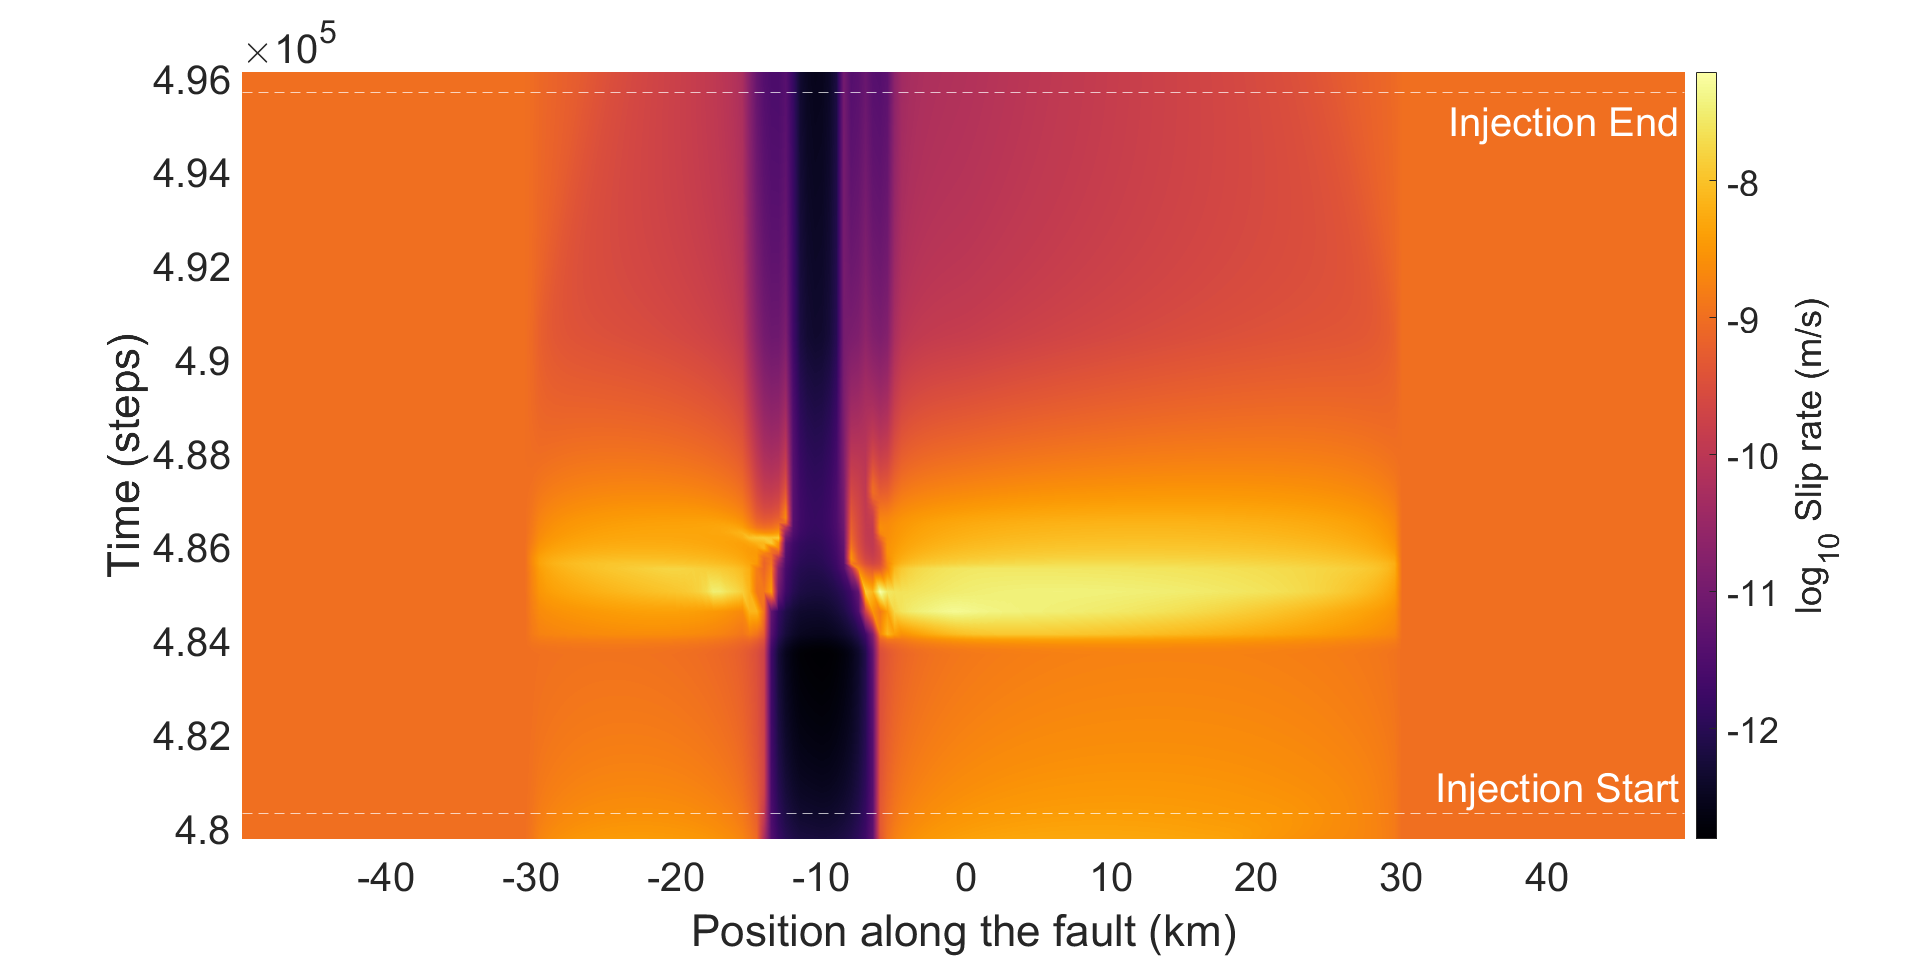 ×10^5
4.96
4.94
4.92
4.9
4.88
4.86
4.84
4.82
4.8
Time (steps)
Injection End
Injection Start
-40 -30 -20 -10 0 10 20 30 40
Position along the fault (km)
-8
-9
-10
-11
-12
log_10 Slip rate (m/s)